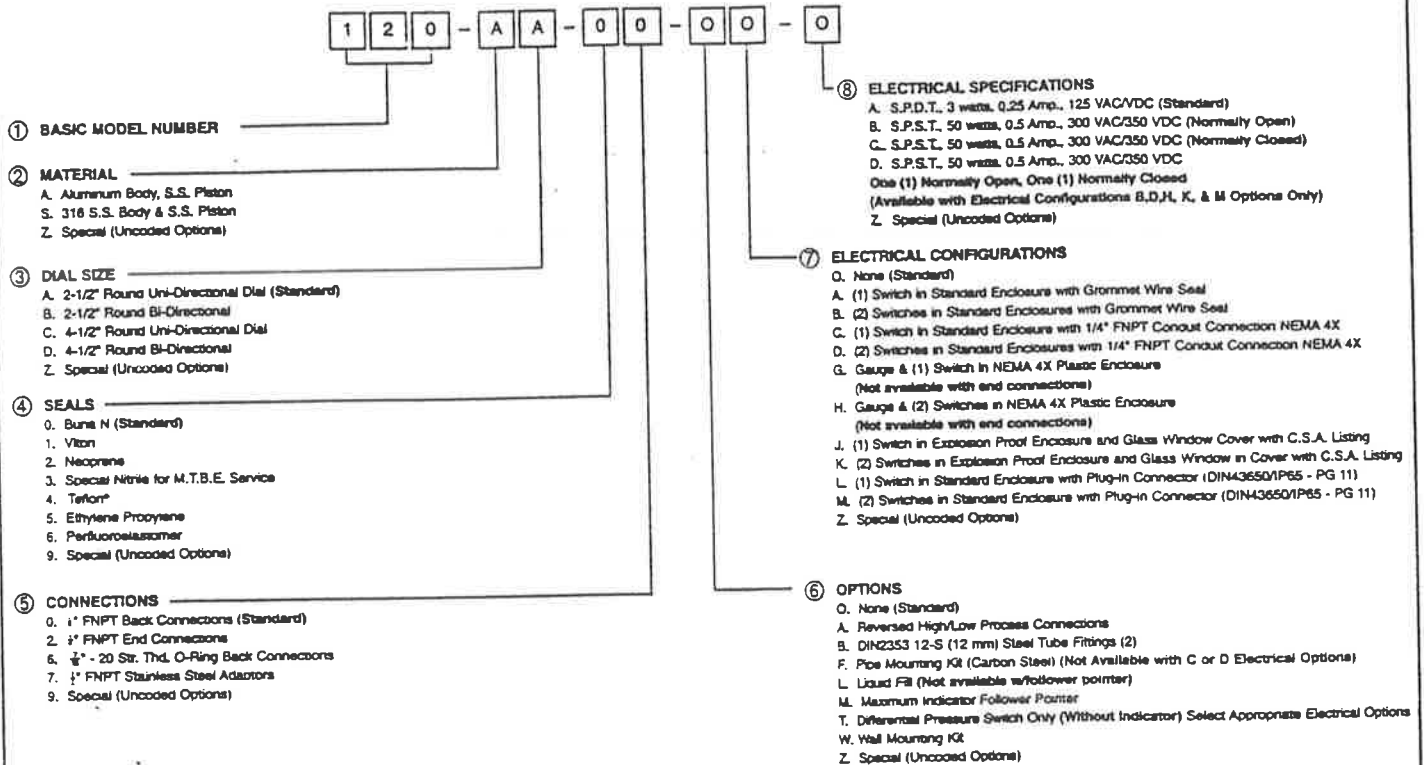 1 2 0 - A A - 0 0 - O O - O
① BASIC MODEL NUMBER
② MATERIAL
A. Aluminum Body, S.S. Piston
S. 316 S.S. Body & S.S. Piston
Z. Special (Uncoded Options)
③ DIAL SIZE
A. 2-1/2" Round Uni-Directional Dial (Standard)
B. 2-1/2" Round Bi-Directional
C. 4-1/2" Round Uni-Directional Dial
D. 4-1/2" Round Bi-Directional
Z. Special (Uncoded Options)
④ SEALS
0. Buna N (Standard)
1. Viton
2. Neoprene
3. Special Nitrile for M.T.B.E. Service
4. Teflon®
5. Ethylene Propylene
6. Perfluoroelastomer
9. Special (Uncoded Options)
⑤ CONNECTIONS
0. FNPT Back Connections (Standard)
2. FNPT End Connections
6. - 20 Str. Thd. O-Ring Back Connections
7. FNPT Stainless Steel Adaptors
9. Special (Uncoded Options)
⑧ ELECTRICAL SPECIFICATIONS
A. S.P.D.T., 3 watts, 0.25 Amp., 125 VAC/VDC (Standard)
B. S.P.S.T., 50 watts, 0.5 Amp., 300 VAC/350 VDC (Normally Open)
C. S.P.S.T., 50 watts, 0.5 Amp., 300 VAC/350 VDC (Normally Closed)
D. S.P.S.T., 50 watts, 0.5 Amp., 300 VAC/350 VDC
One (1) Normally Open, One (1) Normally Closed
(Available with Electrical Configurations B,D,H, K, & M Options Only)
Z. Special (Uncoded Options)
⑦ ELECTRICAL CONFIGURATIONS
O. None (Standard)
A. (1) Switch in Standard Enclosure with Grommet Wire Seal
B. (2) Switches in Standard Enclosures with Grommet Wire Seal
C. (1) Switch in Standard Enclosure with 1/4" FNPT Conduit Connection NEMA 4X
D. (2) Switches in Standard Enclosures with 1/4" FNPT Conduit Connection NEMA 4X
G. Gauge & (1) Switch in NEMA 4X Plastic Enclosure
(Not available with end connections)
H. Gauge & (2) Switches in NEMA 4X Plastic Enclosure
(Not available with end connections)
J. (1) Switch in Explosion Proof Enclosure and Glass Window Cover with C.S.A. Listing
K. (2) Switches in Explosion Proof Enclosure and Glass Window in Cover with C.S.A. Listing
L. (1) Switch in Standard Enclosure with Plug-in Connector (DIN43650/IP65 - PG 11)
M. (2) Switches in Standard Enclosure with Plug-in Connector (DIN43650/IP65 - PG 11)
Z. Special (Uncoded Options)
⑥ OPTIONS
O. None (Standard)
A. Reversed High/Low Process Connections
B. DIN2353 12-S (12 mm) Steel Tube Fittings (2)
F. Pipe Mounting Kit (Carbon Steel) (Not Available with C or D Electrical Options)
L. Liquid Fill (Not available w/follower pointer)
M. Maximum Indicator Follower Pointer
T. Differential Pressure Switch Only (Without Indicator) Select Appropriate Electrical Options
W. Wall Mounting Kit
Z. Special (Uncoded Options)